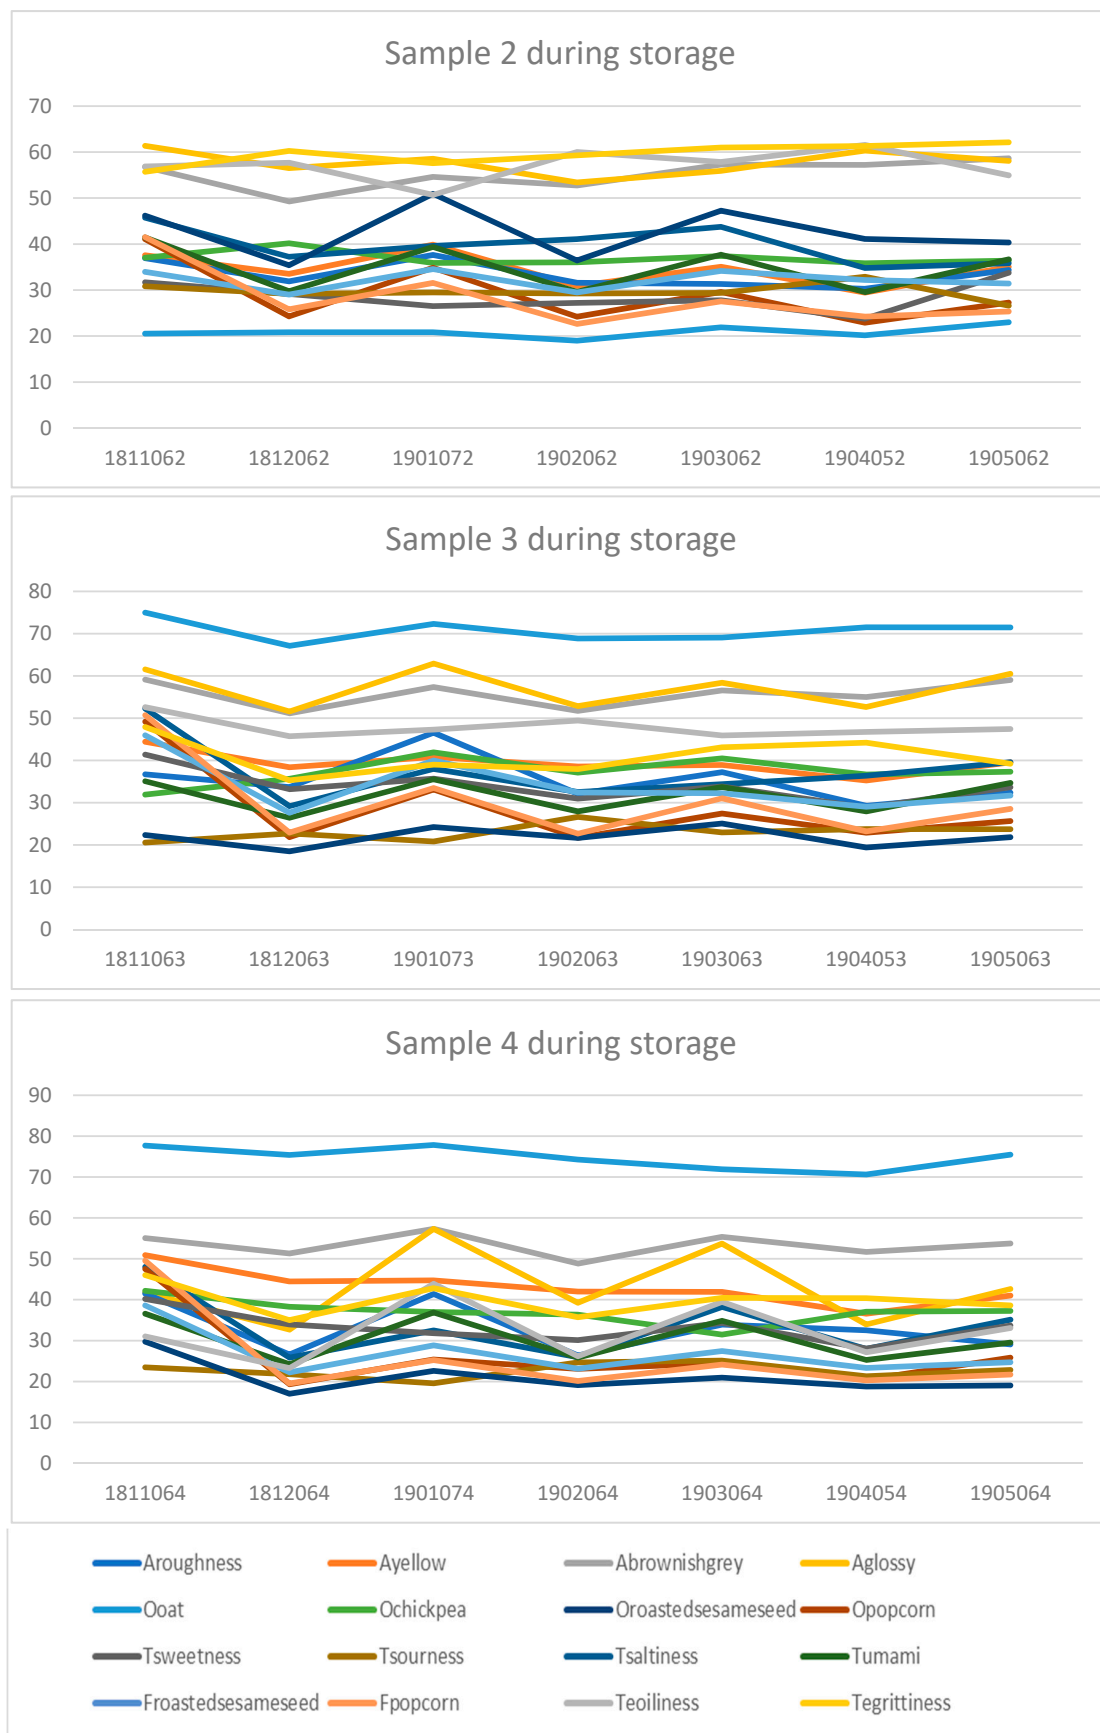 Sample 2 during storage
70
60
50
40
30
20
10
0
1811062 1812062 1901072 1902062 1903062 1904052 1905062
Sample 3 during storage
80
70
60
50
40
30
20
10
0
1811063 1812063 1901073 1902063 1903063 1904053 1905063
Sample 4 during storage
90
80
70
60
50
40
30
20
10
0
1811064 1812064 1901074 1902064 1903064 1904054 1905064
Aroughness Ayellow Abrownishgrey Aglossy
Ooat Ochickpea Oroastedsesameseed Opopcorn
Tsweetness Tsourness Tsaltiness Tumami
Froastedsesameseed Fpopcorn Teoiliness Tegrittiness